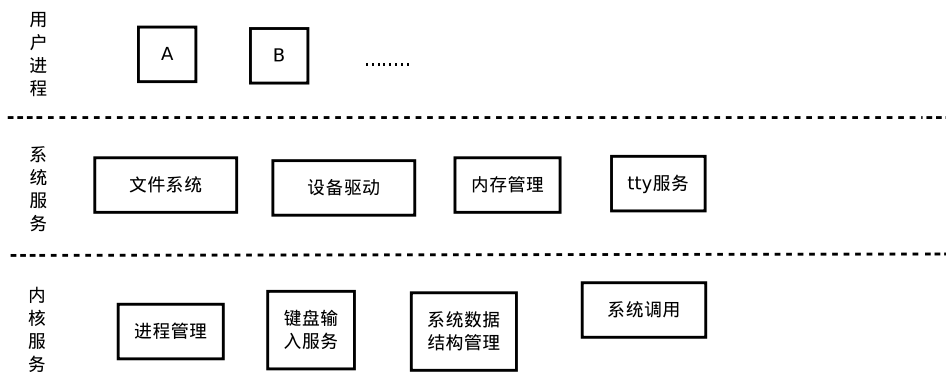 用户进程
A
B
………
系统服务
文件系统
设备驱动
内存管理
tty服务
内核服务
进程管理
键盘输
入服务
系统数据
结构管理
系统调用